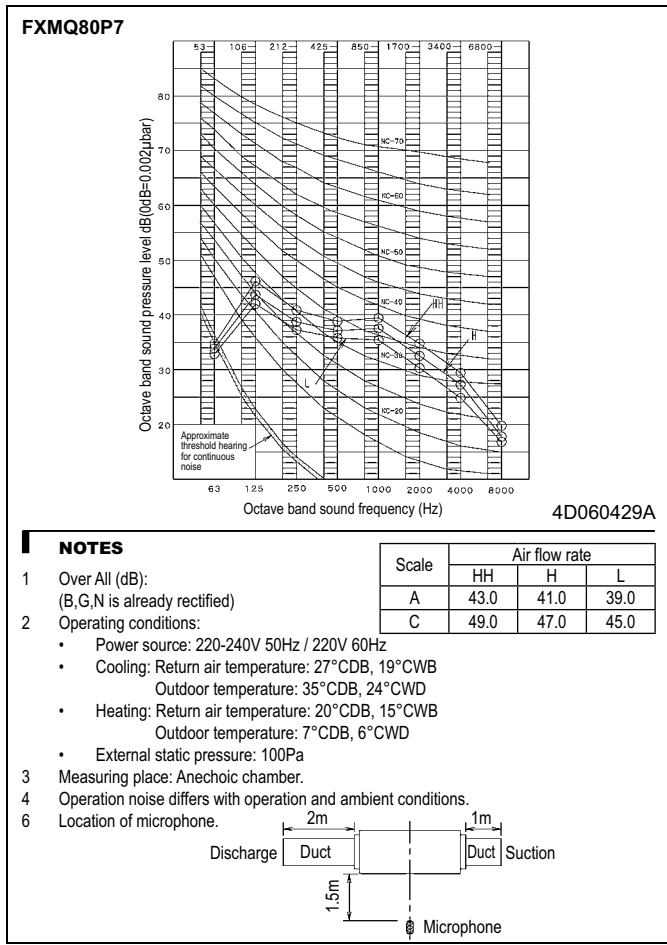 FXMQ80P7
53 106 212 425 850 1700 3400 6800
80
70
60
50
40
30
20
NC-70
NC-60
NC-50
NC-40
NC-30
NC-20
HH
H
L
Octave band sound pressure level dB(0dB=0.002µbar)
Approximate
threshold hearing
for continuous
noise
63 125 250 500 1000 2000 4000 8000
Octave band sound frequency (Hz)
4D060429A
NOTES
1 Over All (dB):
(B,G,N is already rectified)
Scale Air flow rate
HH H L
A 43.0 41.0 39.0
C 49.0 47.0 45.0
2 Operating conditions:
• Power source: 220-240V 50Hz / 220V 60Hz
• Cooling: Return air temperature: 27°CDB, 19°CWB
Outdoor temperature: 35°CDB, 24°CWD
• Heating: Return air temperature: 20°CDB, 15°CWB
Outdoor temperature: 7°CDB, 6°CWD
• External static pressure: 100Pa
3 Measuring place: Anechoic chamber.
4 Operation noise differs with operation and ambient conditions.
6 Location of microphone.
2m 1m
Discharge Duct Duct Suction
1.5m
Microphone